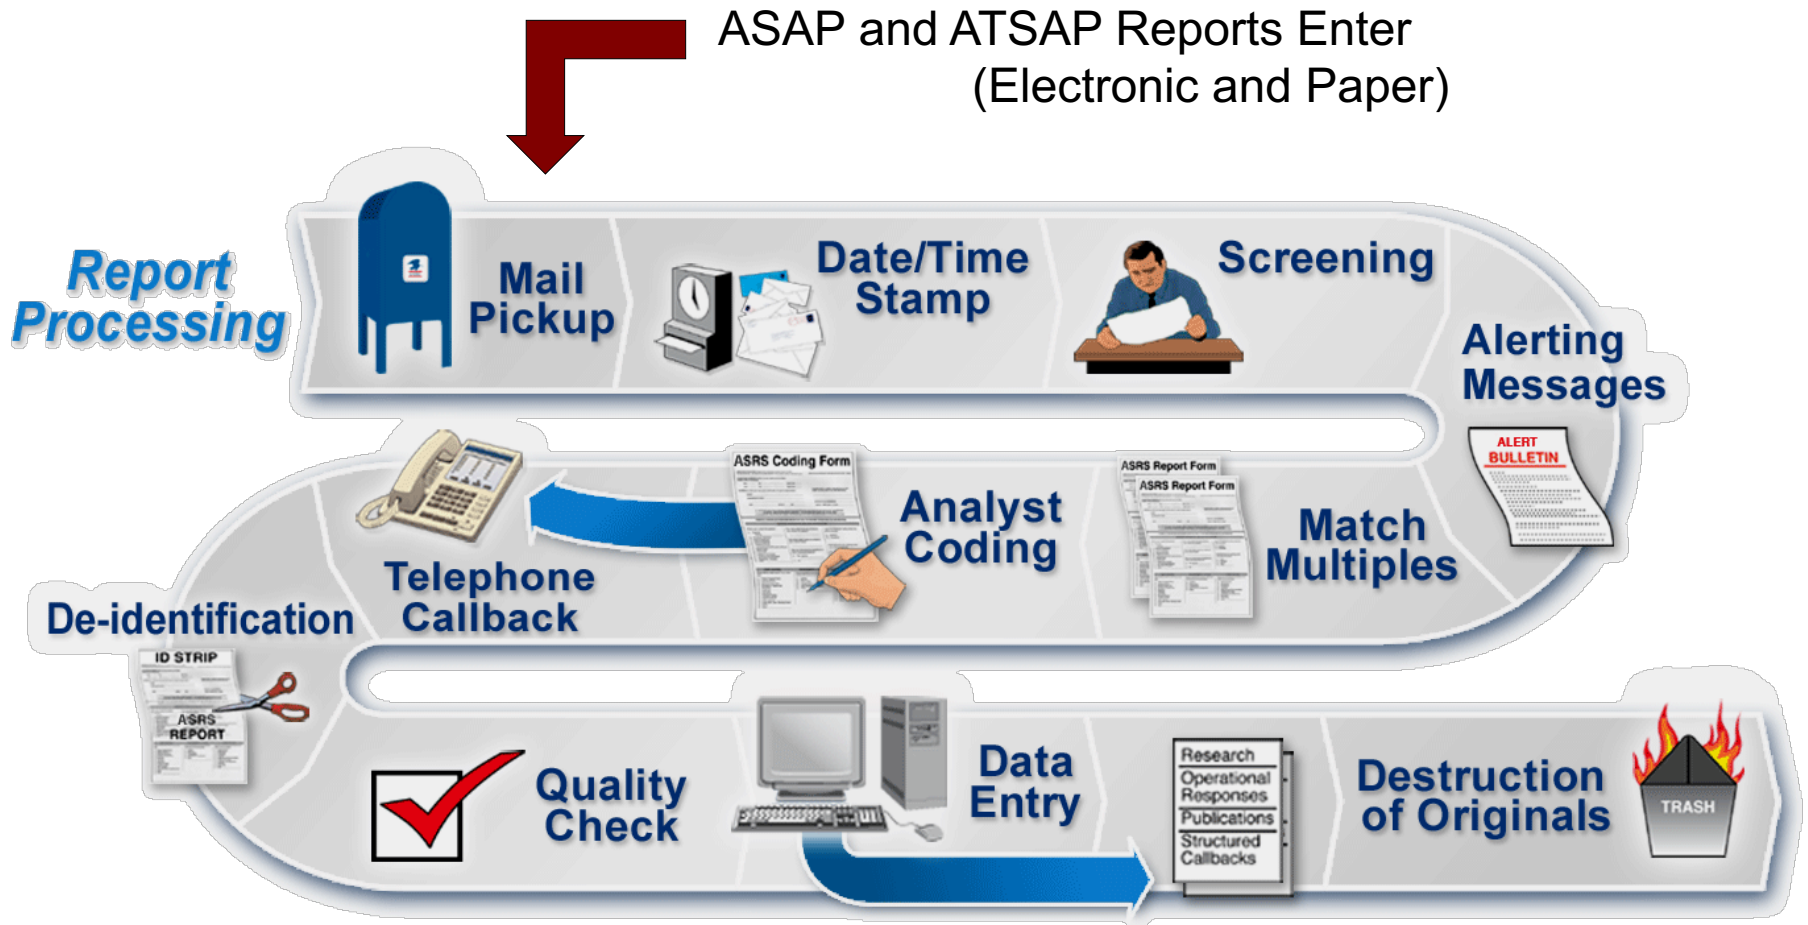 ASAP and ATSAP Reports Enter
(Electronic and Paper)
Report
Processing
Mail
Pickup
Date/Time
Stamp
Screening
Alerting
Messages
ALERT
BULLETIN
ASRS Report Form
ASRS Report Form
Match
Multiples
ASRS Coding Form
Analyst
Coding
Telephone
Callback
De-identification
ID STRIP
ASRS
REPORT
Quality
Check
Data
Entry
Research
Operational
Responses
Publications
Structured
Callbacks
Destruction
of Originals
TRASH